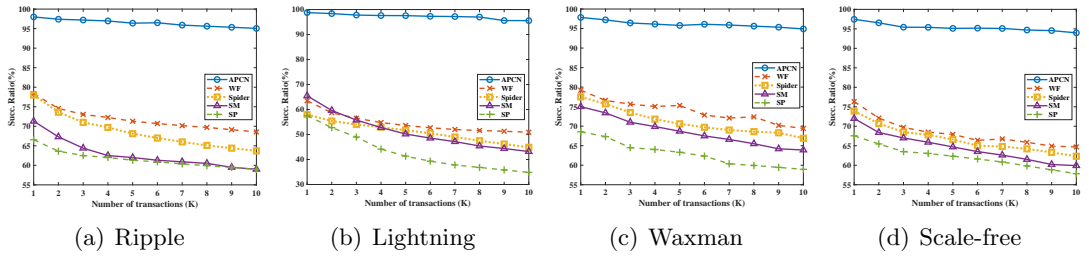 100
95
90
85
80
75
70
65
60
55
1 2 3 4 5 6 7 8 9 10
Succ. Ratio(%)
Number of transactions (K)
APCN
WF
Spider
SM
SP
(a) Ripple
100
90
80
70
60
50
40
30
1 2 3 4 5 6 7 8 9 10
Succ. Ratio(%)
Number of transactions (K)
APCN
WF
Spider
SM
SP
(b) Lightning
100
95
90
85
80
75
70
65
60
55
1 2 3 4 5 6 7 8 9 10
Succ. Ratio(%)
Number of transactions (K)
APCN
WF
Spider
SM
SP
(c) Waxman
100
95
90
85
80
75
70
65
60
55
1 2 3 4 5 6 7 8 9 10
Succ. Ratio(%)
Number of transactions (K)
APCN
WF
Spider
SM
SP
(d) Scale-free